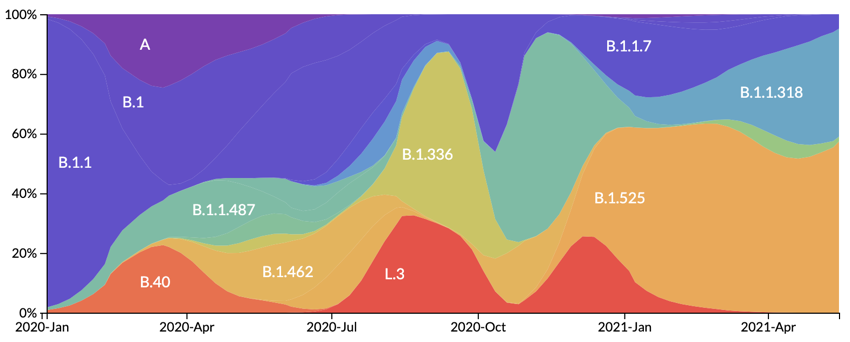 100%
A
B.1.1.7
80%
B.1.1.318
B.1
60%
B.1.336
B.1.1
40%
B.1.525
B.1.1.487
20%
B.1.462
L.3
B.40
0%
2020-Jan 2020-Apr 2020-Jul 2020-Oct 2021-Jan 2021-Apr